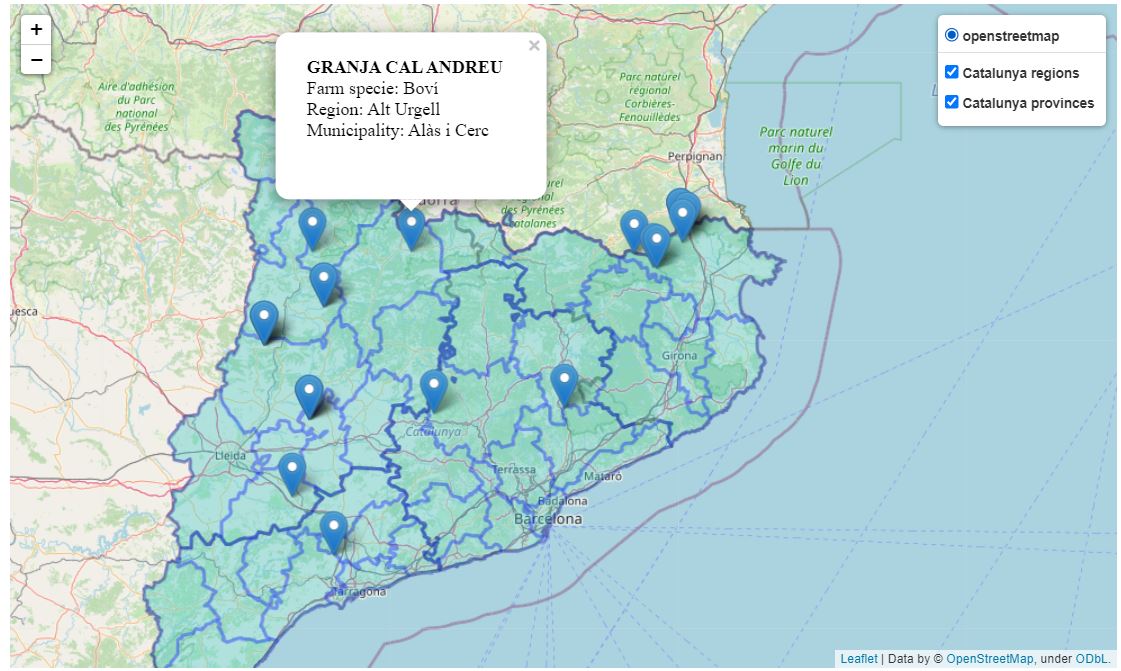 +
−
×
GRANJA CAL ANDREU
Farm specie: Boví
Region: Alt Urgell
Municipality: Alàs i Cerc
openstreetmap
Catalunya regions
Catalunya provinces
Aire d'adhésion
du Parc
national
des Pyrénées
Parc naturel
régional
Corbières-
Fenouillèdes
Parc naturel
marin du
Golfe du
Lion
Perpignan
des Pyrénées
catalanes
Girona
Catalunya
Lleida
Terrassa
Mataró
Badalona
Barcelona
Tarragona
Leaflet | Data by © OpenStreetMap, under ODbL.